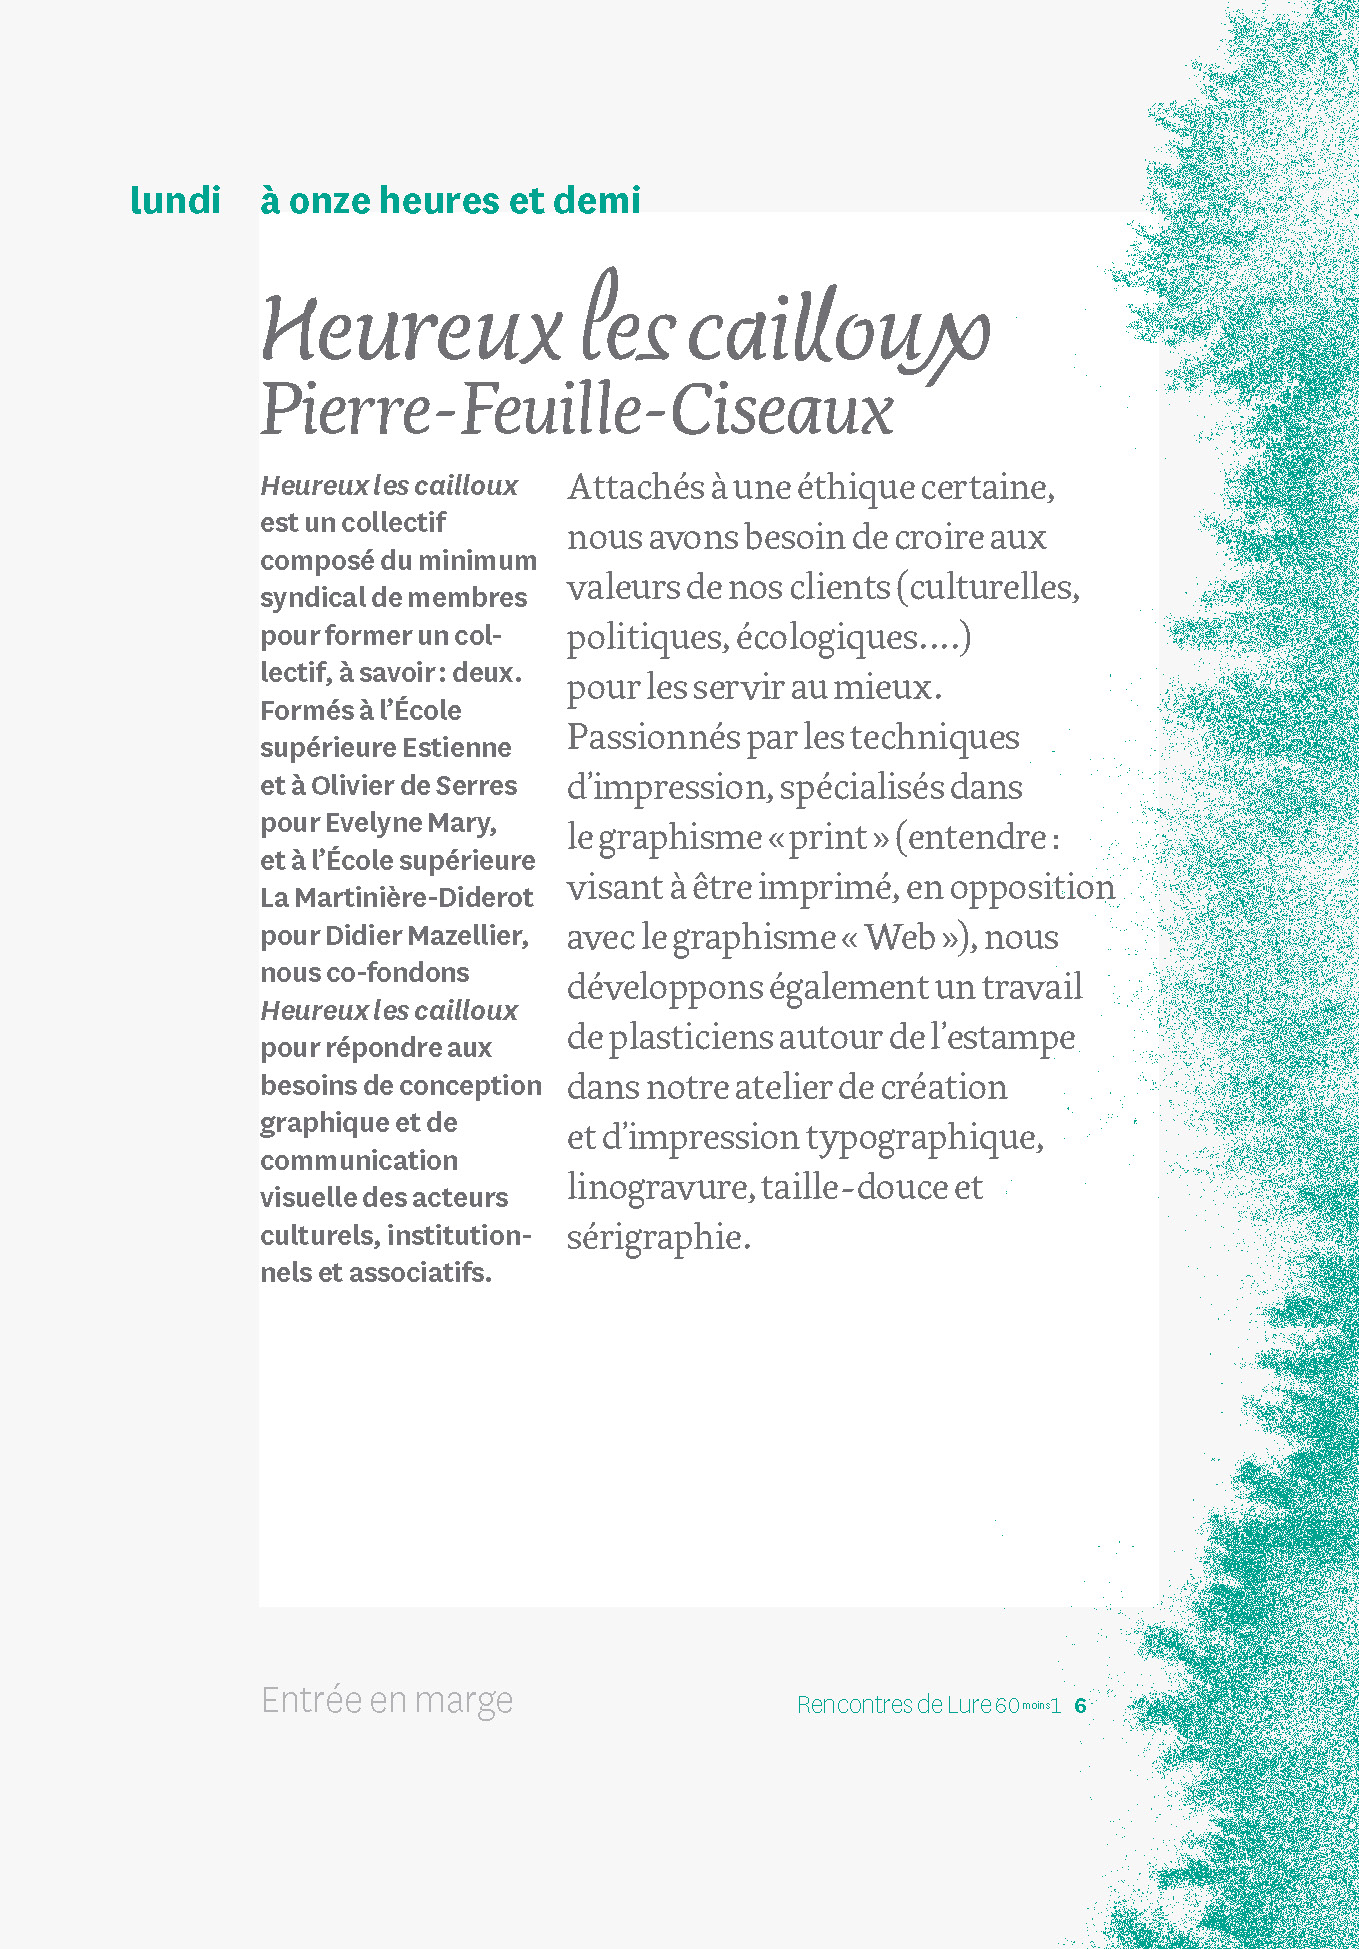 lundi à onze heures et demi
Heureux les cailloux
Pierre-Feuille-Ciseaux
Heureux les cailloux
est un collectif
composé du minimum
syndical de membres
pour former un col-
lectif, à savoir : deux.
Formés à l’École
supérieure Estienne
et à Olivier de Serres
pour Evelyne Mary,
et à l’École supérieure
La Martinière-Diderot
pour Didier Mazellier,
nous co-fondons
Heureux les cailloux
pour répondre aux
besoins de conception
graphique et de
communication
visuelle des acteurs
culturels, institution-
nels et associatifs.
Attachés à une éthique certaine,
nous avons besoin de croire aux
valeurs de nos clients (culturelles,
politiques, écologiques....)
pour les servir au mieux.
Passionnés par les techniques
d’impression, spécialisés dans
le graphisme « print » (entendre :
visant à être imprimé, en opposition
avec le graphisme « Web »), nous
développons également un travail
de plasticiens autour de l’estampe
dans notre atelier de création
et d’impression typographique,
linogravure, taille-douce et
sérigraphie.
Entrée en marge
Rencontres de Lure 60 moins 1 6